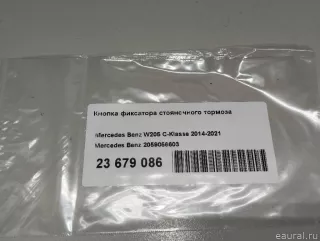 Кнопка фиксатора стояночного тормоза
Mercedes Benz W205 C-Klasse 2014-2021
Mercedes Benz 2059056603
23 679 086
© eaural.ru